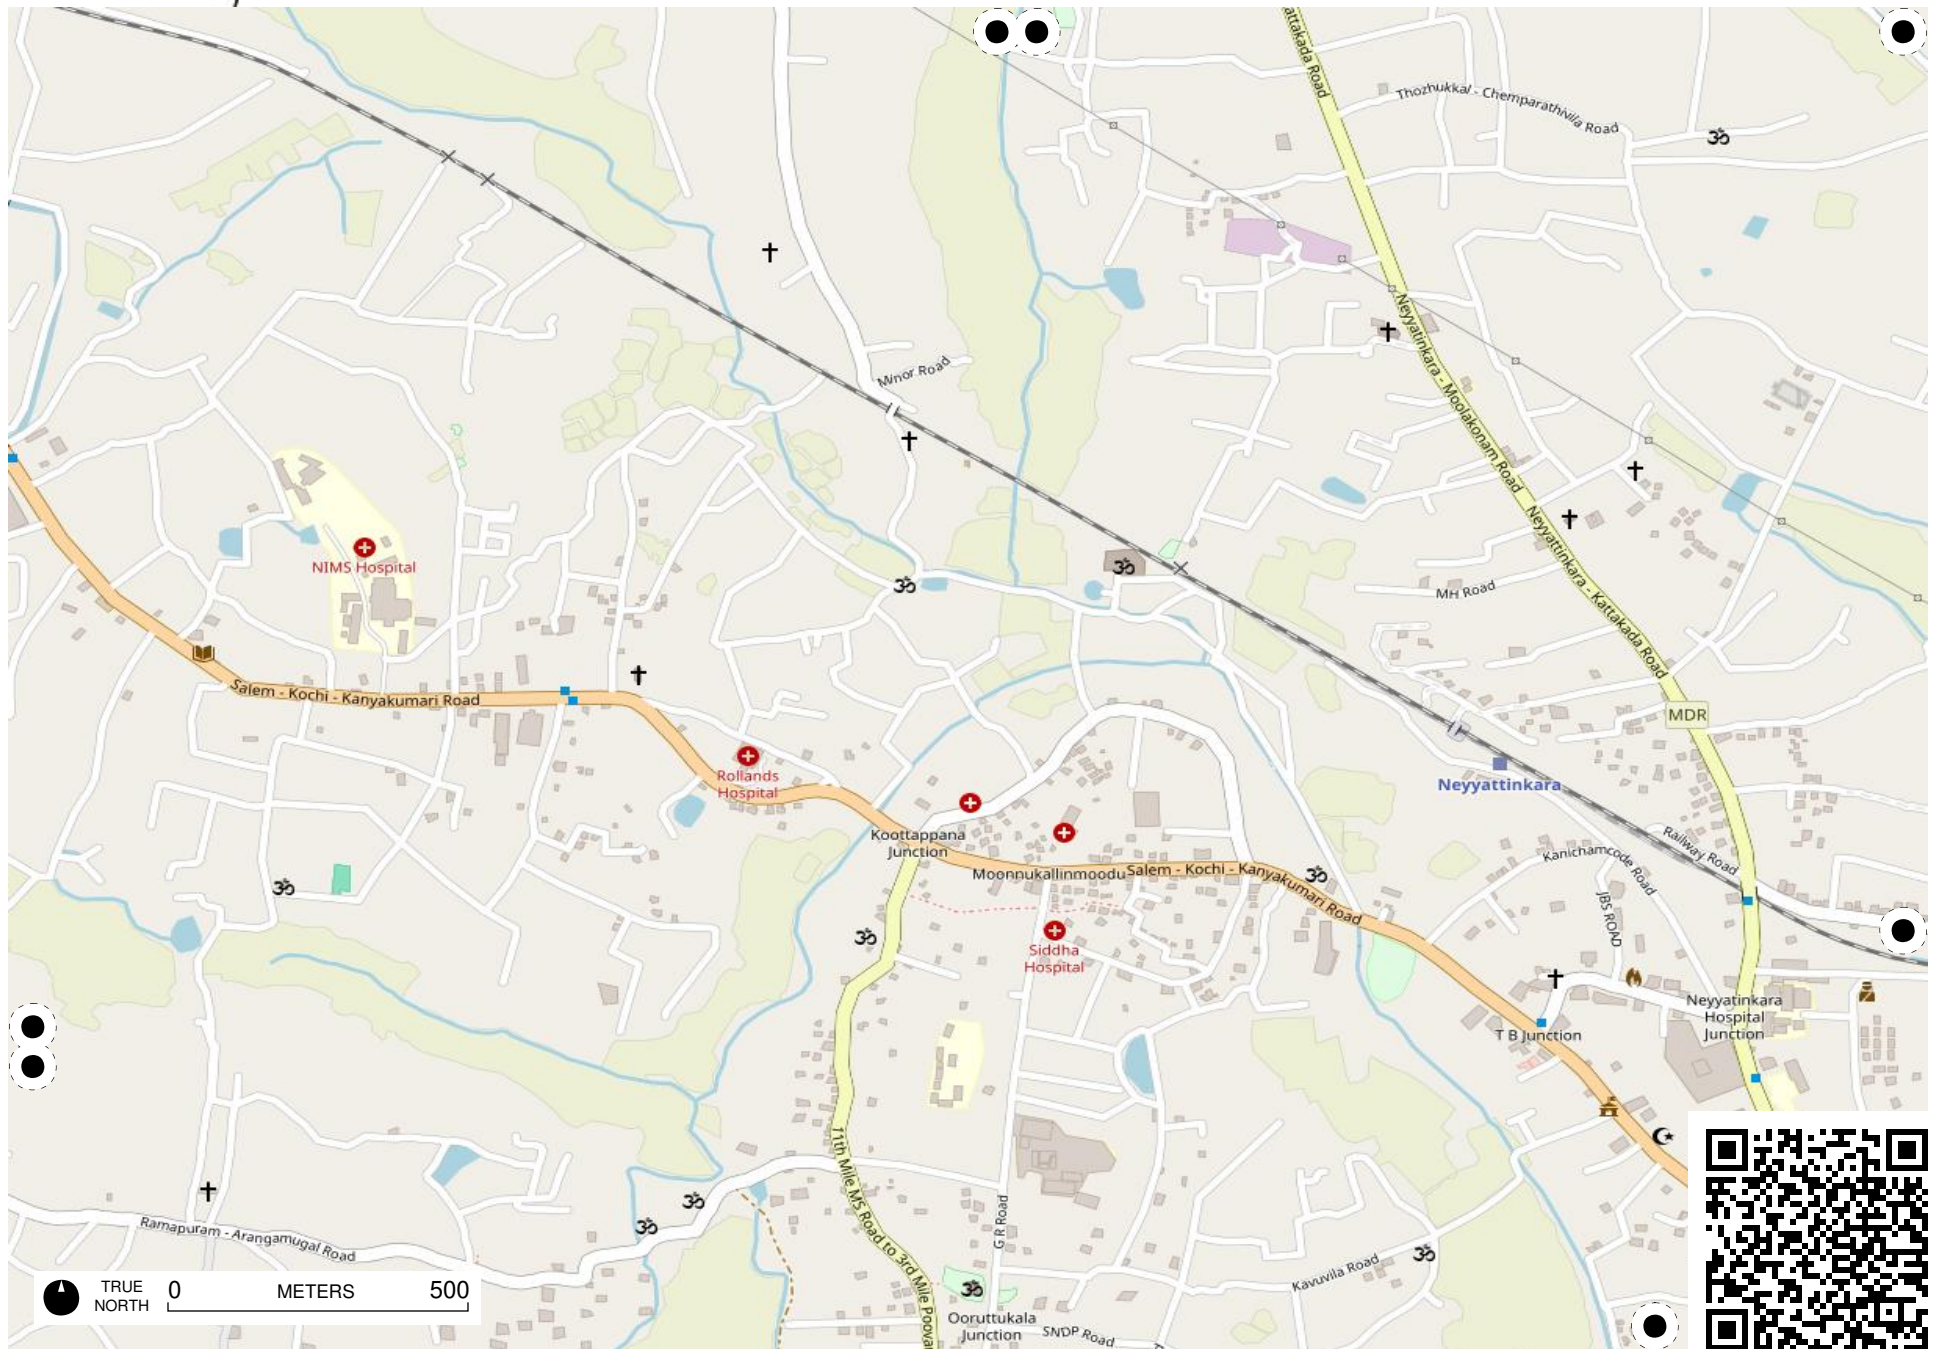 attakada Road
Thozhukkal - Chemparathivila Road
ॐ
Neyyatinkara - Moolakonam Road
Minor Road
Neyyattinkara - Kattakada Road
NIMS Hospital
ॐ
ॐ
MH Road
Salem - Kochi - Kanyakumari Road
MDR
Rollands
Hospital
Neyyattinkara
Koottappana
Junction
Railway Road
Kanichamcode Road
Moonnukallinmoodu
Salem - Kochi - Kanyakumari Road
ॐ
ॐ
JBS ROAD
ॐ
Siddha
Hospital
Neyyatinkara
Hospital
Junction
T B Junction
11th Mile MS Road to 3rd Mile Poova
ॐ
ॐ
G R Road
Ramapuram - Arangamugal Road
ॐ
Kavuvila Road
ॐ
Ooruttukala
Junction
SNDP Road
TRUE
NORTH
0 METERS 500